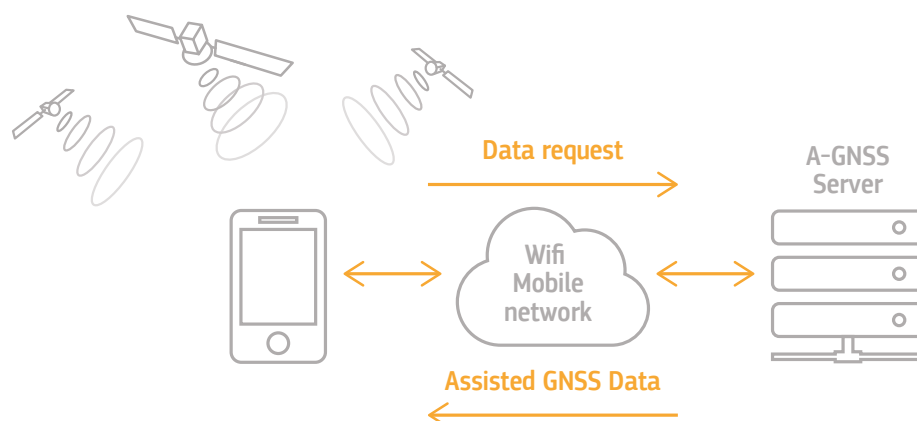 Data request
A-GNSS
Server
Wifi
Mobile
network
Assisted GNSS Data